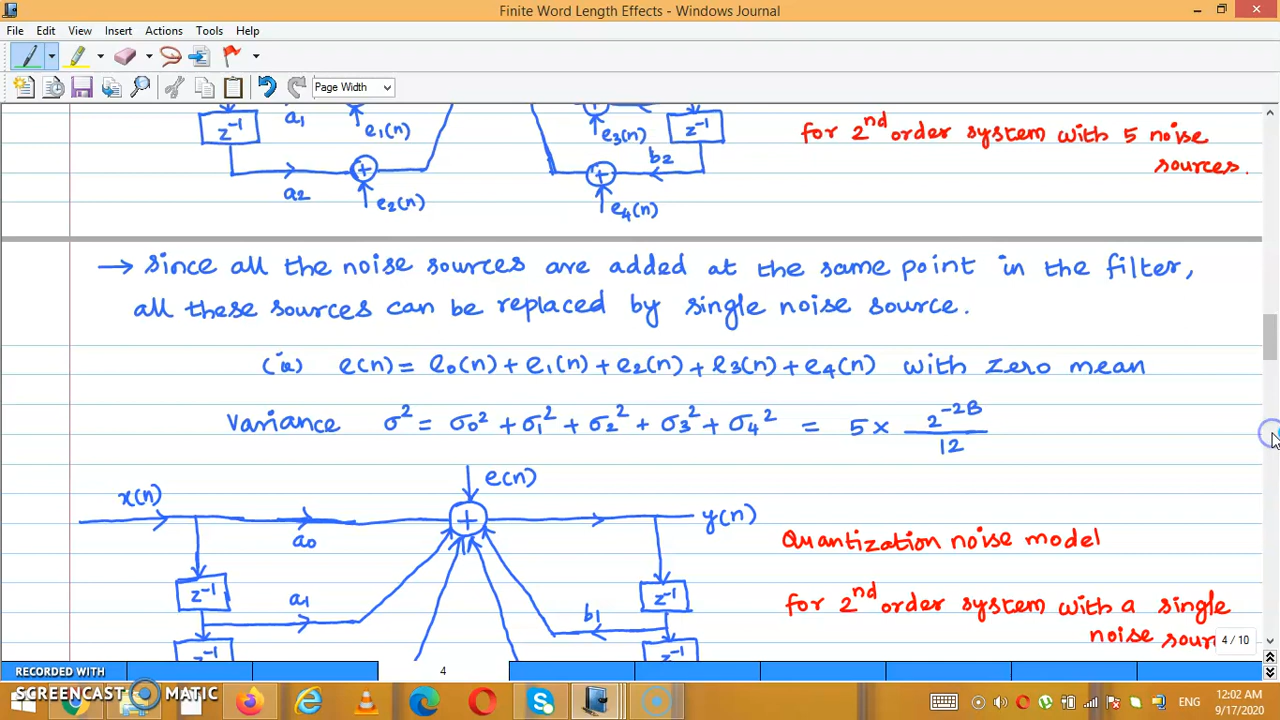 Finite Word Length Effects - Windows Journal
File Edit View Insert Actions Tools Help
Page Width
z⁻¹ a1 e1(n) e3(n) z⁻¹
a2 e2(n) e4(n) b2
for 2nd order system with 5 noise
sources.
→ Since all the noise sources are added at the same point in the filter,
all these sources can be replaced by single noise source.
(ie) e(n) = e0(n) + e1(n) + e2(n) + e3(n) + e4(n) with zero mean
Variance σ² = σ0² + σ1² + σ2² + σ3² + σ4² = 5 × 2^-2B / 12
e(n)
x(n) a0 + y(n)
z⁻¹ a1 b1 z⁻¹
z⁻¹ z⁻¹
Quantization noise model
for 2nd order system with a single
noise sour
4 / 10
4
RECORDED WITH
SCREENCAST MATIC
ENG
12:02 AM
9/17/2020